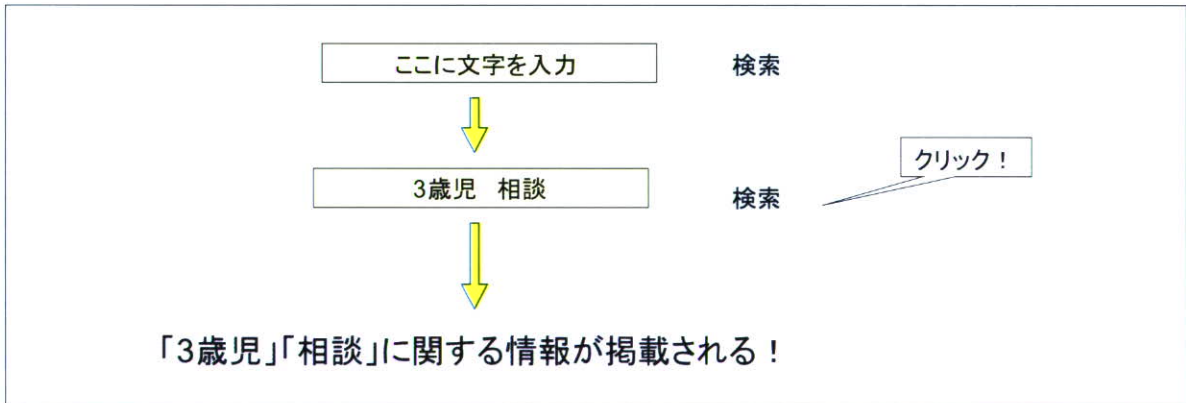 ここに文字を入力 検索
クリック！
3歳児 相談 検索
「3歳児」「相談」に関する情報が掲載される！